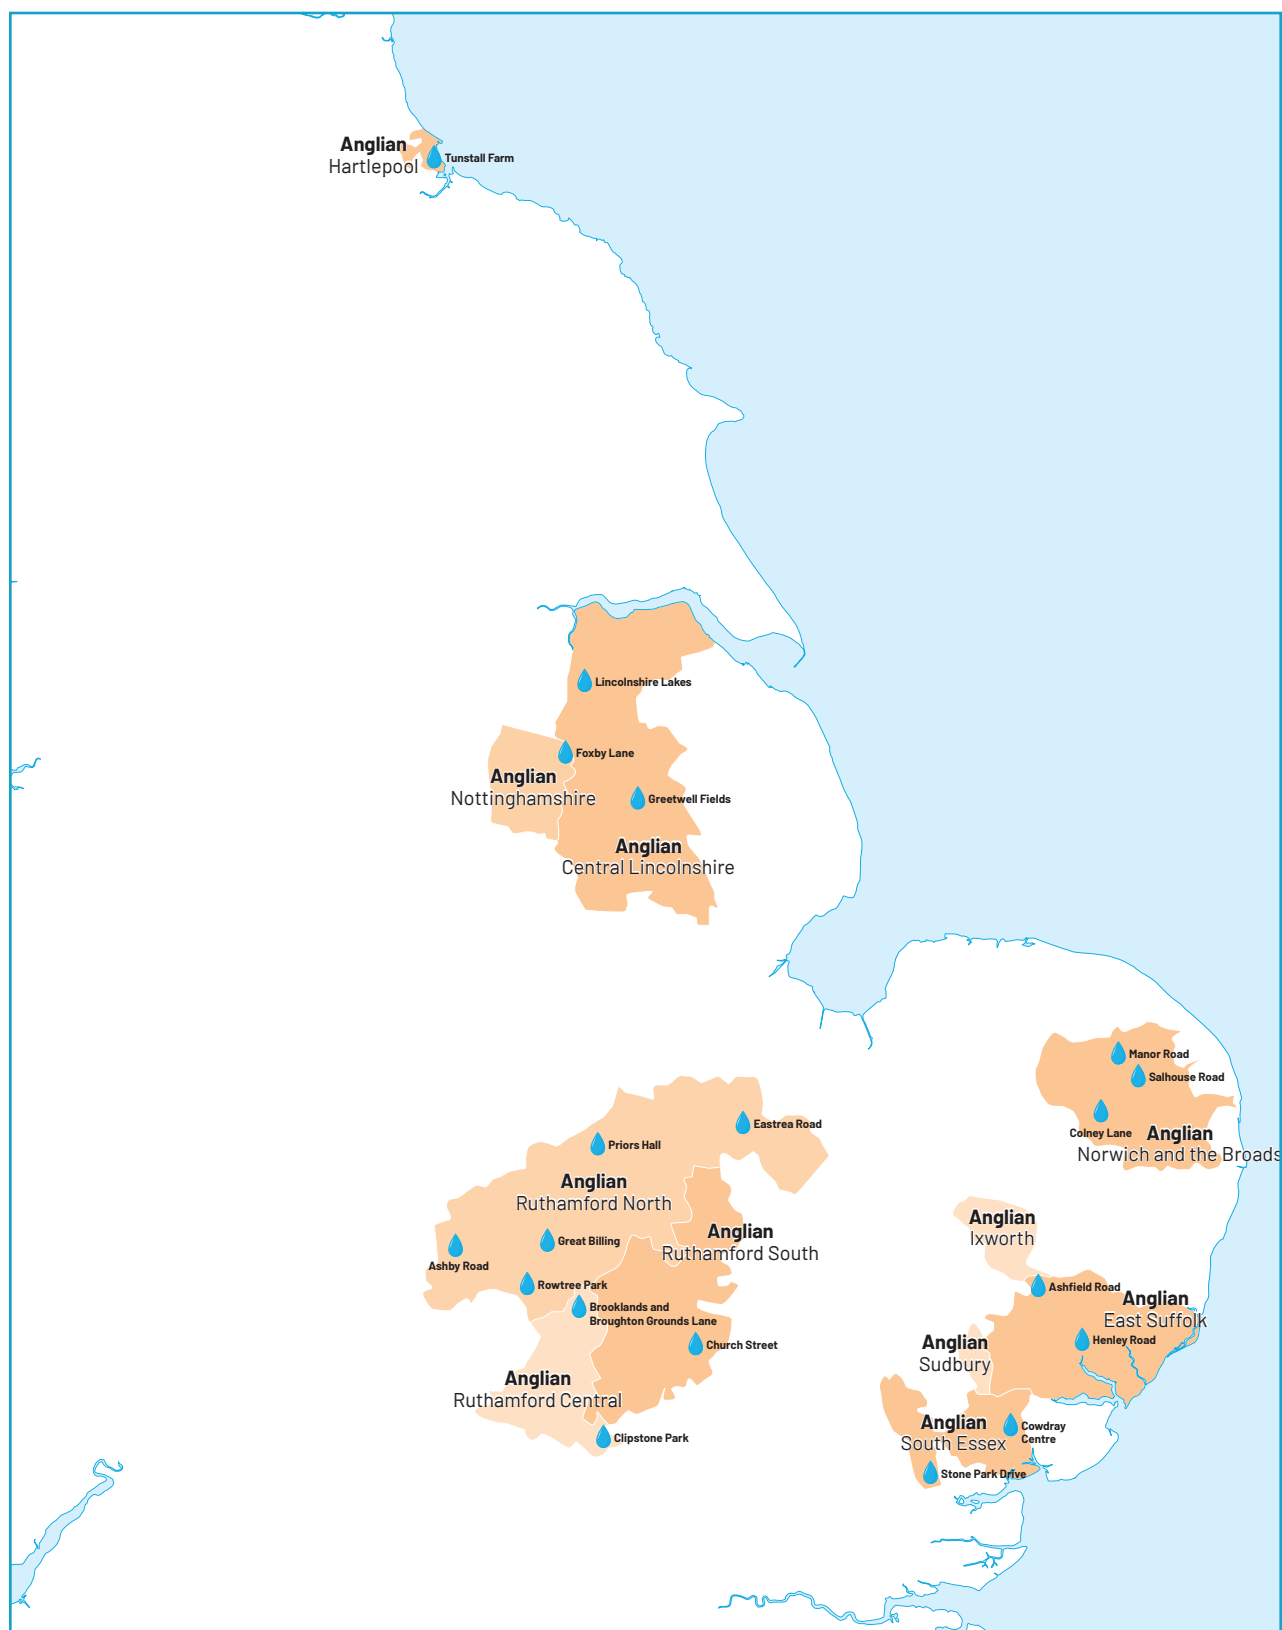 Anglian
Hartlepool
Tunstall Farm
Lincolnshire Lakes
Foxby Lane
Anglian
Nottinghamshire
Greetwell Fields
Anglian
Central Lincolnshire
Manor Road
Salhouse Road
Colney Lane
Anglian
Norwich and the Broads
Eastrea Road
Priors Hall
Anglian
Ruthamford North
Anglian
Ruthamford South
Great Billing
Ashby Road
Rowtree Park
Brooklands and
Broughton Grounds Lane
Church Street
Anglian
Ruthamford Central
Clipstone Park
Anglian
Ixworth
Ashfield Road
Anglian
East Suffolk
Henley Road
Anglian
Sudbury
Anglian
South Essex
Cowdray
Centre
Stone Park Drive